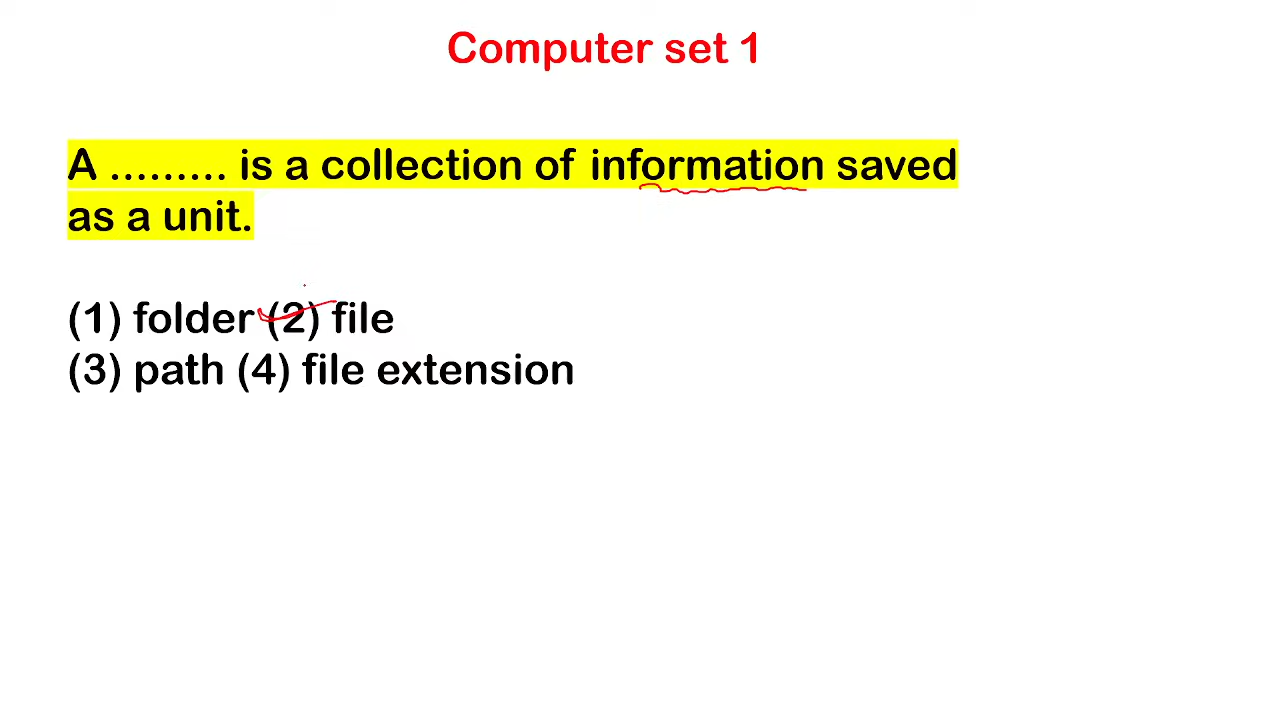 Computer set 1
A ......... is a collection of information saved
as a unit.
(1) folder (2) file
(3) path (4) file extension